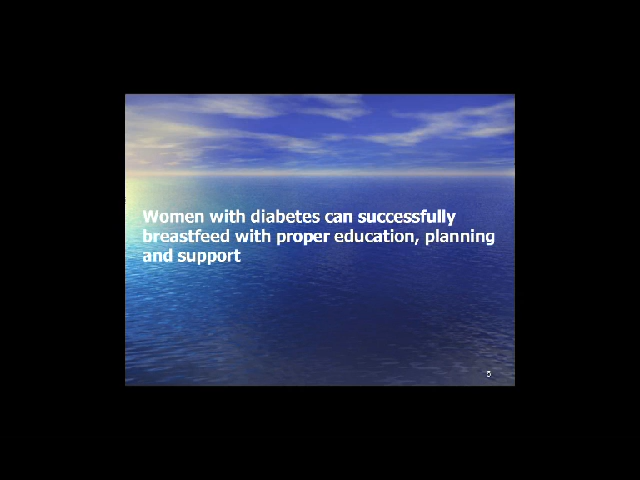 Women with diabetes can successfully
breastfeed with proper education, planning
and support
5